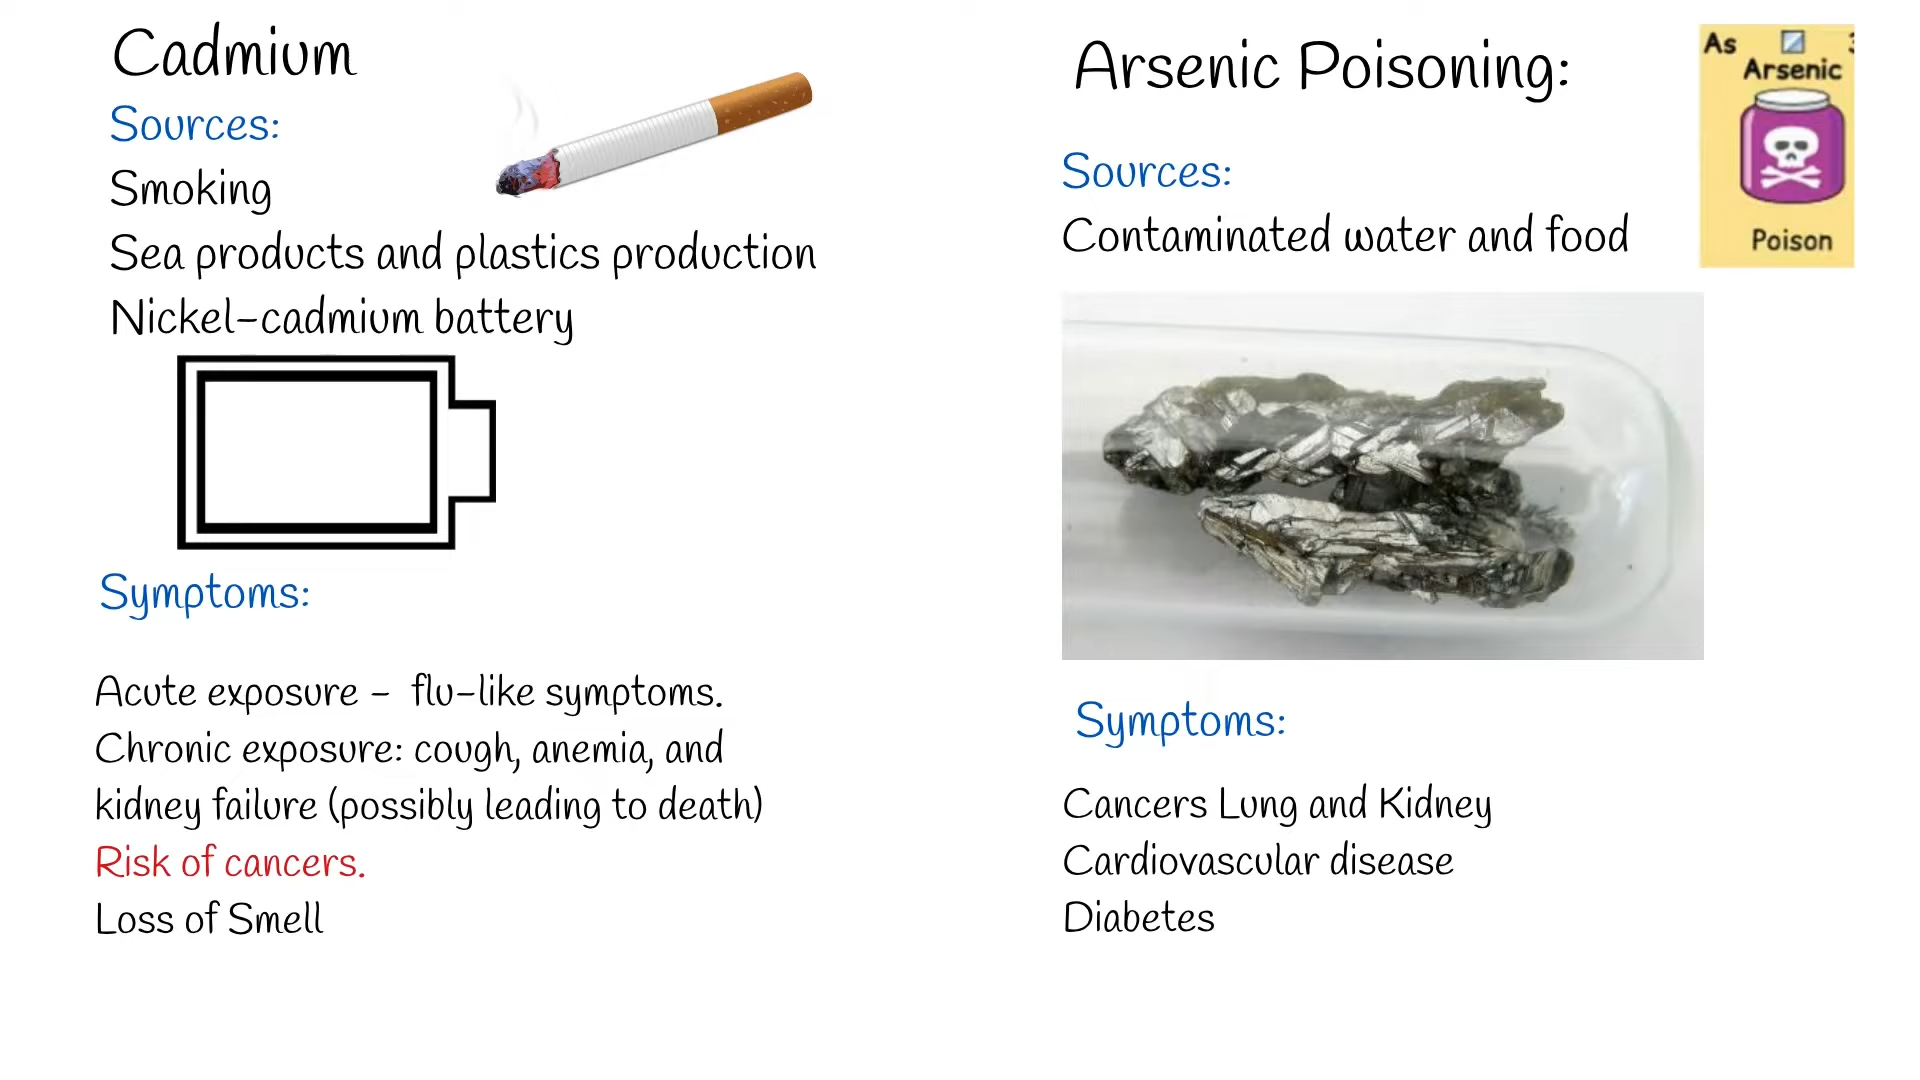 Cadmium
Sources:
Smoking
Sea products and plastics production
Nickel-cadmium battery
Symptoms:
Acute exposure - flu-like symptoms.
Chronic exposure: cough, anemia, and
kidney failure (possibly leading to death)
Risk of cancers.
Loss of Smell
Arsenic Poisoning:
As
Arsenic
Poison
Sources:
Contaminated water and food
Symptoms:
Cancers Lung and Kidney
Cardiovascular disease
Diabetes